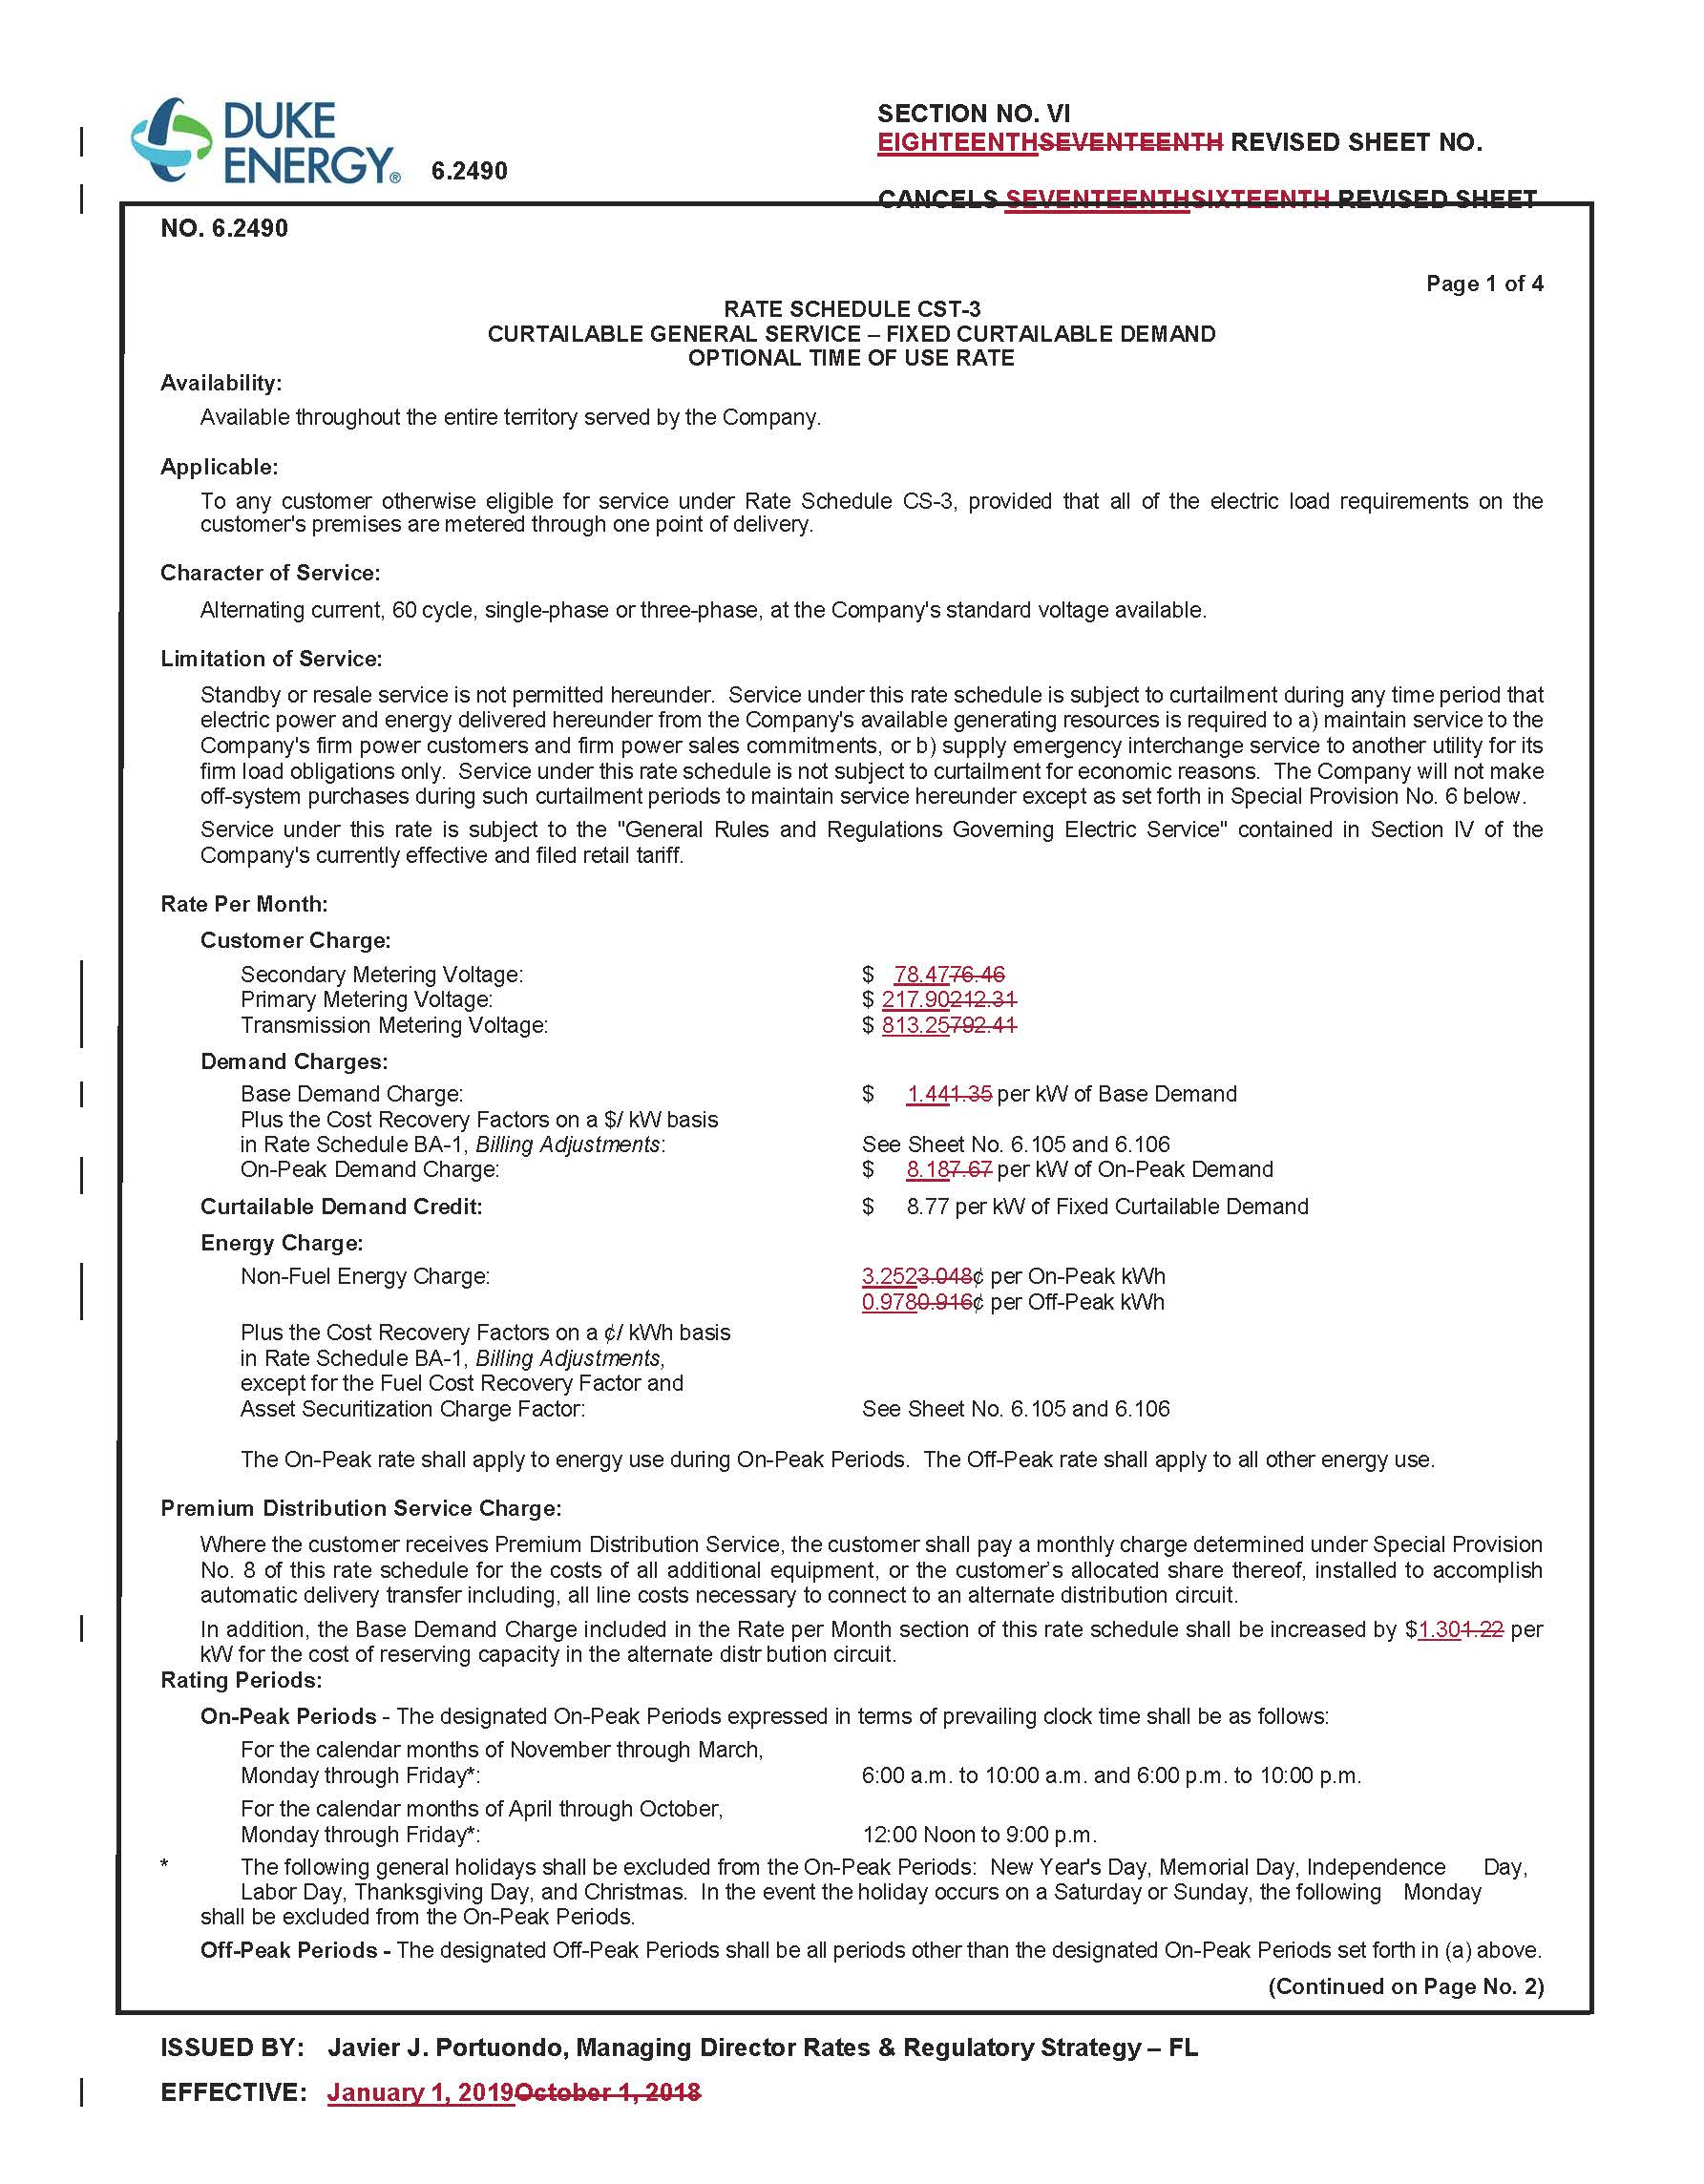 DUKE
ENERGY®
SECTION NO. VI
EIGHTEENTHSEVENTEENTH REVISED SHEET NO.
6.2490
CANCELS SEVENTEENTHSIXTEENTH REVISED SHEET
NO. 6.2490
Page 1 of 4
RATE SCHEDULE CST-3
CURTAILABLE GENERAL SERVICE – FIXED CURTAILABLE DEMAND
OPTIONAL TIME OF USE RATE
Availability:
Available throughout the entire territory served by the Company.
Applicable:
To any customer otherwise eligible for service under Rate Schedule CS-3, provided that all of the electric load requirements on the
customer's premises are metered through one point of delivery.
Character of Service:
Alternating current, 60 cycle, single-phase or three-phase, at the Company's standard voltage available.
Limitation of Service:
Standby or resale service is not permitted hereunder. Service under this rate schedule is subject to curtailment during any time period that
electric power and energy delivered hereunder from the Company's available generating resources is required to a) maintain service to the
Company's firm power customers and firm power sales commitments, or b) supply emergency interchange service to another utility for its
firm load obligations only. Service under this rate schedule is not subject to curtailment for economic reasons. The Company will not make
off-system purchases during such curtailment periods to maintain service hereunder except as set forth in Special Provision No. 6 below.
Service under this rate is subject to the "General Rules and Regulations Governing Electric Service" contained in Section IV of the
Company's currently effective and filed retail tariff.
Rate Per Month:
Customer Charge:
Secondary Metering Voltage: $ 78.4776.46
Primary Metering Voltage: $ 217.90212.31
Transmission Metering Voltage: $ 813.25792.41
Demand Charges:
Base Demand Charge: $ 1.441.35 per kW of Base Demand
Plus the Cost Recovery Factors on a $/ kW basis
in Rate Schedule BA-1, Billing Adjustments: See Sheet No. 6.105 and 6.106
On-Peak Demand Charge: $ 8.187.67 per kW of On-Peak Demand
Curtailable Demand Credit: $ 8.77 per kW of Fixed Curtailable Demand
Energy Charge:
Non-Fuel Energy Charge: 3.2523.048¢ per On-Peak kWh
0.9780.916¢ per Off-Peak kWh
Plus the Cost Recovery Factors on a ¢/ kWh basis
in Rate Schedule BA-1, Billing Adjustments,
except for the Fuel Cost Recovery Factor and
Asset Securitization Charge Factor: See Sheet No. 6.105 and 6.106
The On-Peak rate shall apply to energy use during On-Peak Periods. The Off-Peak rate shall apply to all other energy use.
Premium Distribution Service Charge:
Where the customer receives Premium Distribution Service, the customer shall pay a monthly charge determined under Special Provision
No. 8 of this rate schedule for the costs of all additional equipment, or the customer's allocated share thereof, installed to accomplish
automatic delivery transfer including, all line costs necessary to connect to an alternate distribution circuit.
In addition, the Base Demand Charge included in the Rate per Month section of this rate schedule shall be increased by $1.301.22 per
kW for the cost of reserving capacity in the alternate distr bution circuit.
Rating Periods:
On-Peak Periods - The designated On-Peak Periods expressed in terms of prevailing clock time shall be as follows:
For the calendar months of November through March,
Monday through Friday*: 6:00 a.m. to 10:00 a.m. and 6:00 p.m. to 10:00 p.m.
For the calendar months of April through October,
Monday through Friday*: 12:00 Noon to 9:00 p.m.
* The following general holidays shall be excluded from the On-Peak Periods: New Year's Day, Memorial Day, Independence Day,
Labor Day, Thanksgiving Day, and Christmas. In the event the holiday occurs on a Saturday or Sunday, the following Monday
shall be excluded from the On-Peak Periods.
Off-Peak Periods - The designated Off-Peak Periods shall be all periods other than the designated On-Peak Periods set forth in (a) above.
(Continued on Page No. 2)
ISSUED BY: Javier J. Portuondo, Managing Director Rates & Regulatory Strategy – FL
EFFECTIVE: January 1, 2019October 1, 2018